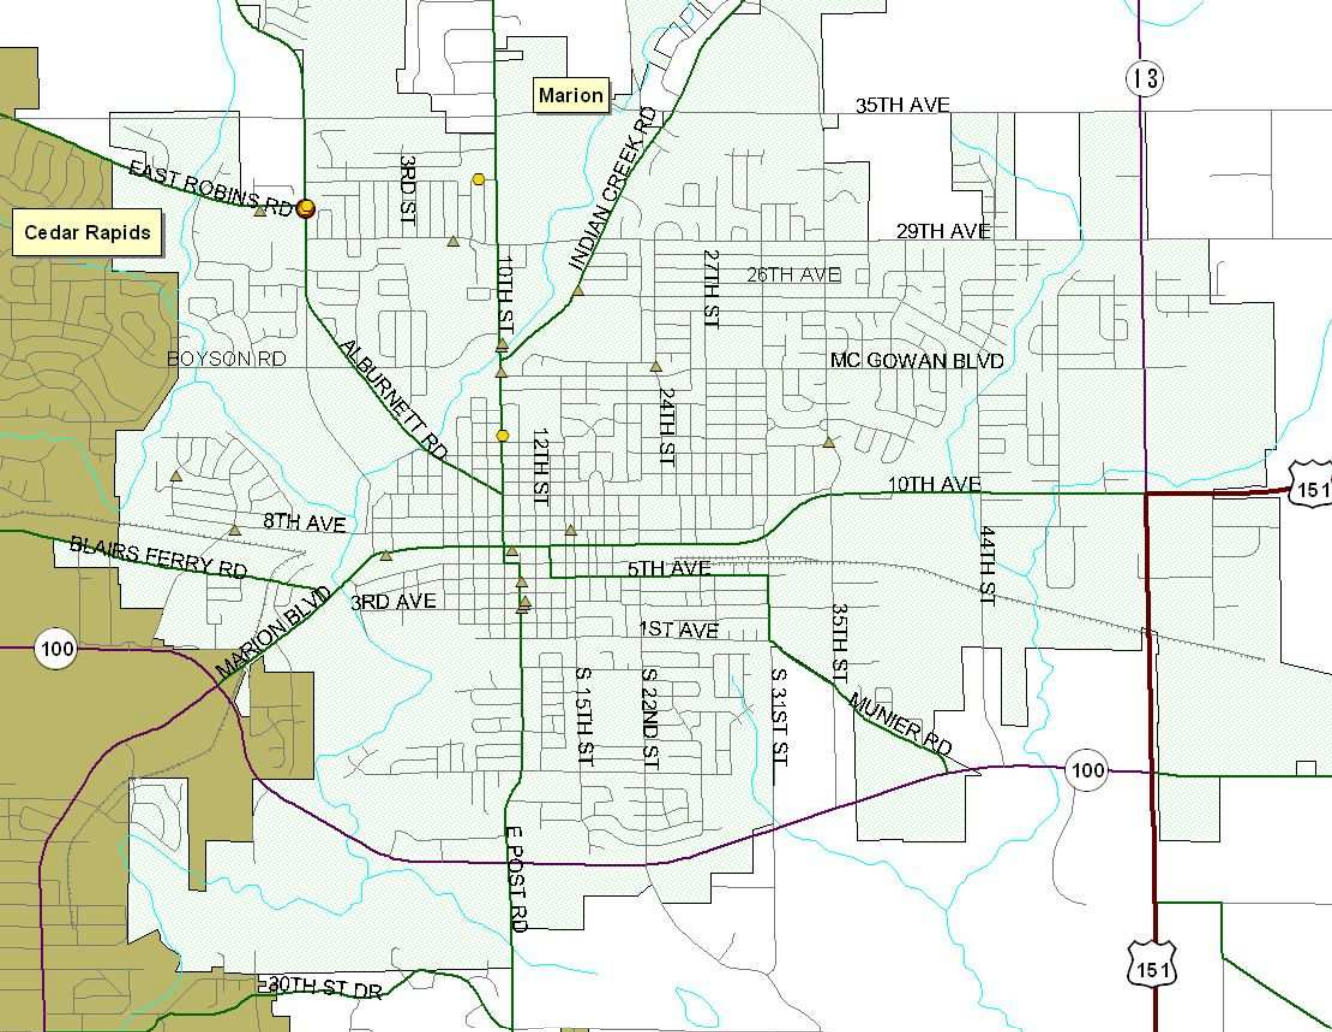 13
Marion
35TH AVE
EAST ROBINS RD
3RD ST
INDIAN CREEK RD
Cedar Rapids
29TH AVE
10TH ST
27TH ST
26TH AVE
BOYSON RD
ALBURNETT RD
MC GOWAN BLVD
24TH ST
12TH ST
10TH AVE
151
8TH AVE
BLAIRS FERRY RD
5TH AVE
44TH ST
3RD AVE
MARION BLVD
1ST AVE
35TH ST
100
S 15TH ST
S 22ND ST
S 31ST ST
MUNIER RD
100
E POST RD
151
30TH ST DR